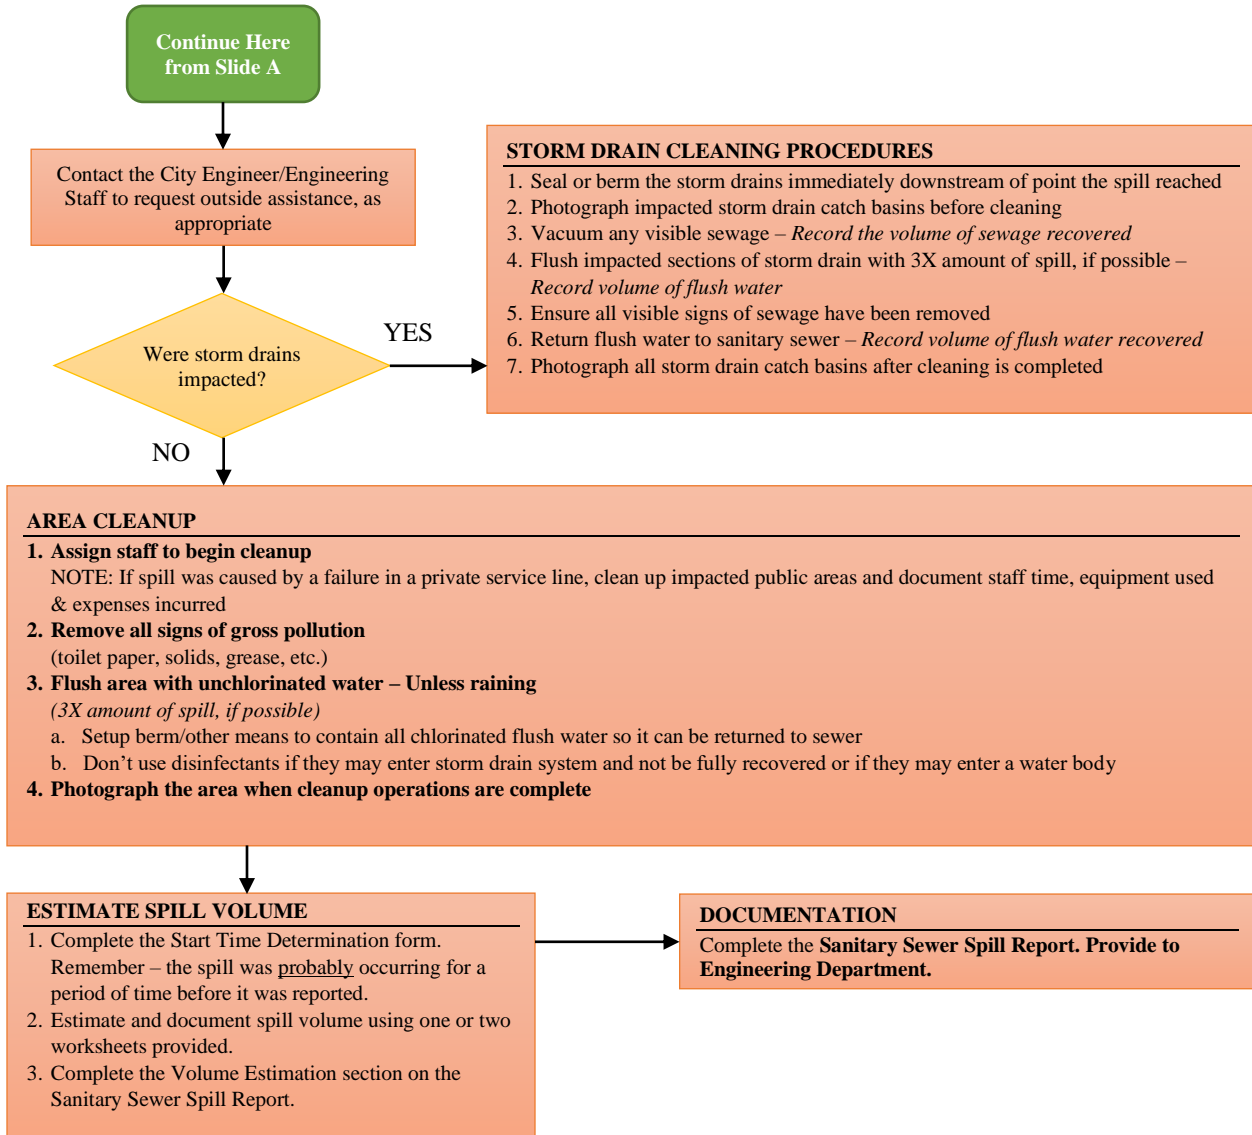 Continue Here
from Slide A
Contact the City Engineer/Engineering
Staff to request outside assistance, as
appropriate
Were storm drains
impacted?
YES
NO
STORM DRAIN CLEANING PROCEDURES
1. Seal or berm the storm drains immediately downstream of point the spill reached
2. Photograph impacted storm drain catch basins before cleaning
3. Vacuum any visible sewage – Record the volume of sewage recovered
4. Flush impacted sections of storm drain with 3X amount of spill, if possible –
Record volume of flush water
5. Ensure all visible signs of sewage have been removed
6. Return flush water to sanitary sewer – Record volume of flush water recovered
7. Photograph all storm drain catch basins after cleaning is completed
AREA CLEANUP
1. Assign staff to begin cleanup
NOTE: If spill was caused by a failure in a private service line, clean up impacted public areas and document staff time, equipment used
& expenses incurred
2. Remove all signs of gross pollution
(toilet paper, solids, grease, etc.)
3. Flush area with unchlorinated water – Unless raining
(3X amount of spill, if possible)
a. Setup berm/other means to contain all chlorinated flush water so it can be returned to sewer
b. Don't use disinfectants if they may enter storm drain system and not be fully recovered or if they may enter a water body
4. Photograph the area when cleanup operations are complete
ESTIMATE SPILL VOLUME
1. Complete the Start Time Determination form.
Remember – the spill was probably occurring for a
period of time before it was reported.
2. Estimate and document spill volume using one or two
worksheets provided.
3. Complete the Volume Estimation section on the
Sanitary Sewer Spill Report.
DOCUMENTATION
Complete the Sanitary Sewer Spill Report. Provide to
Engineering Department.